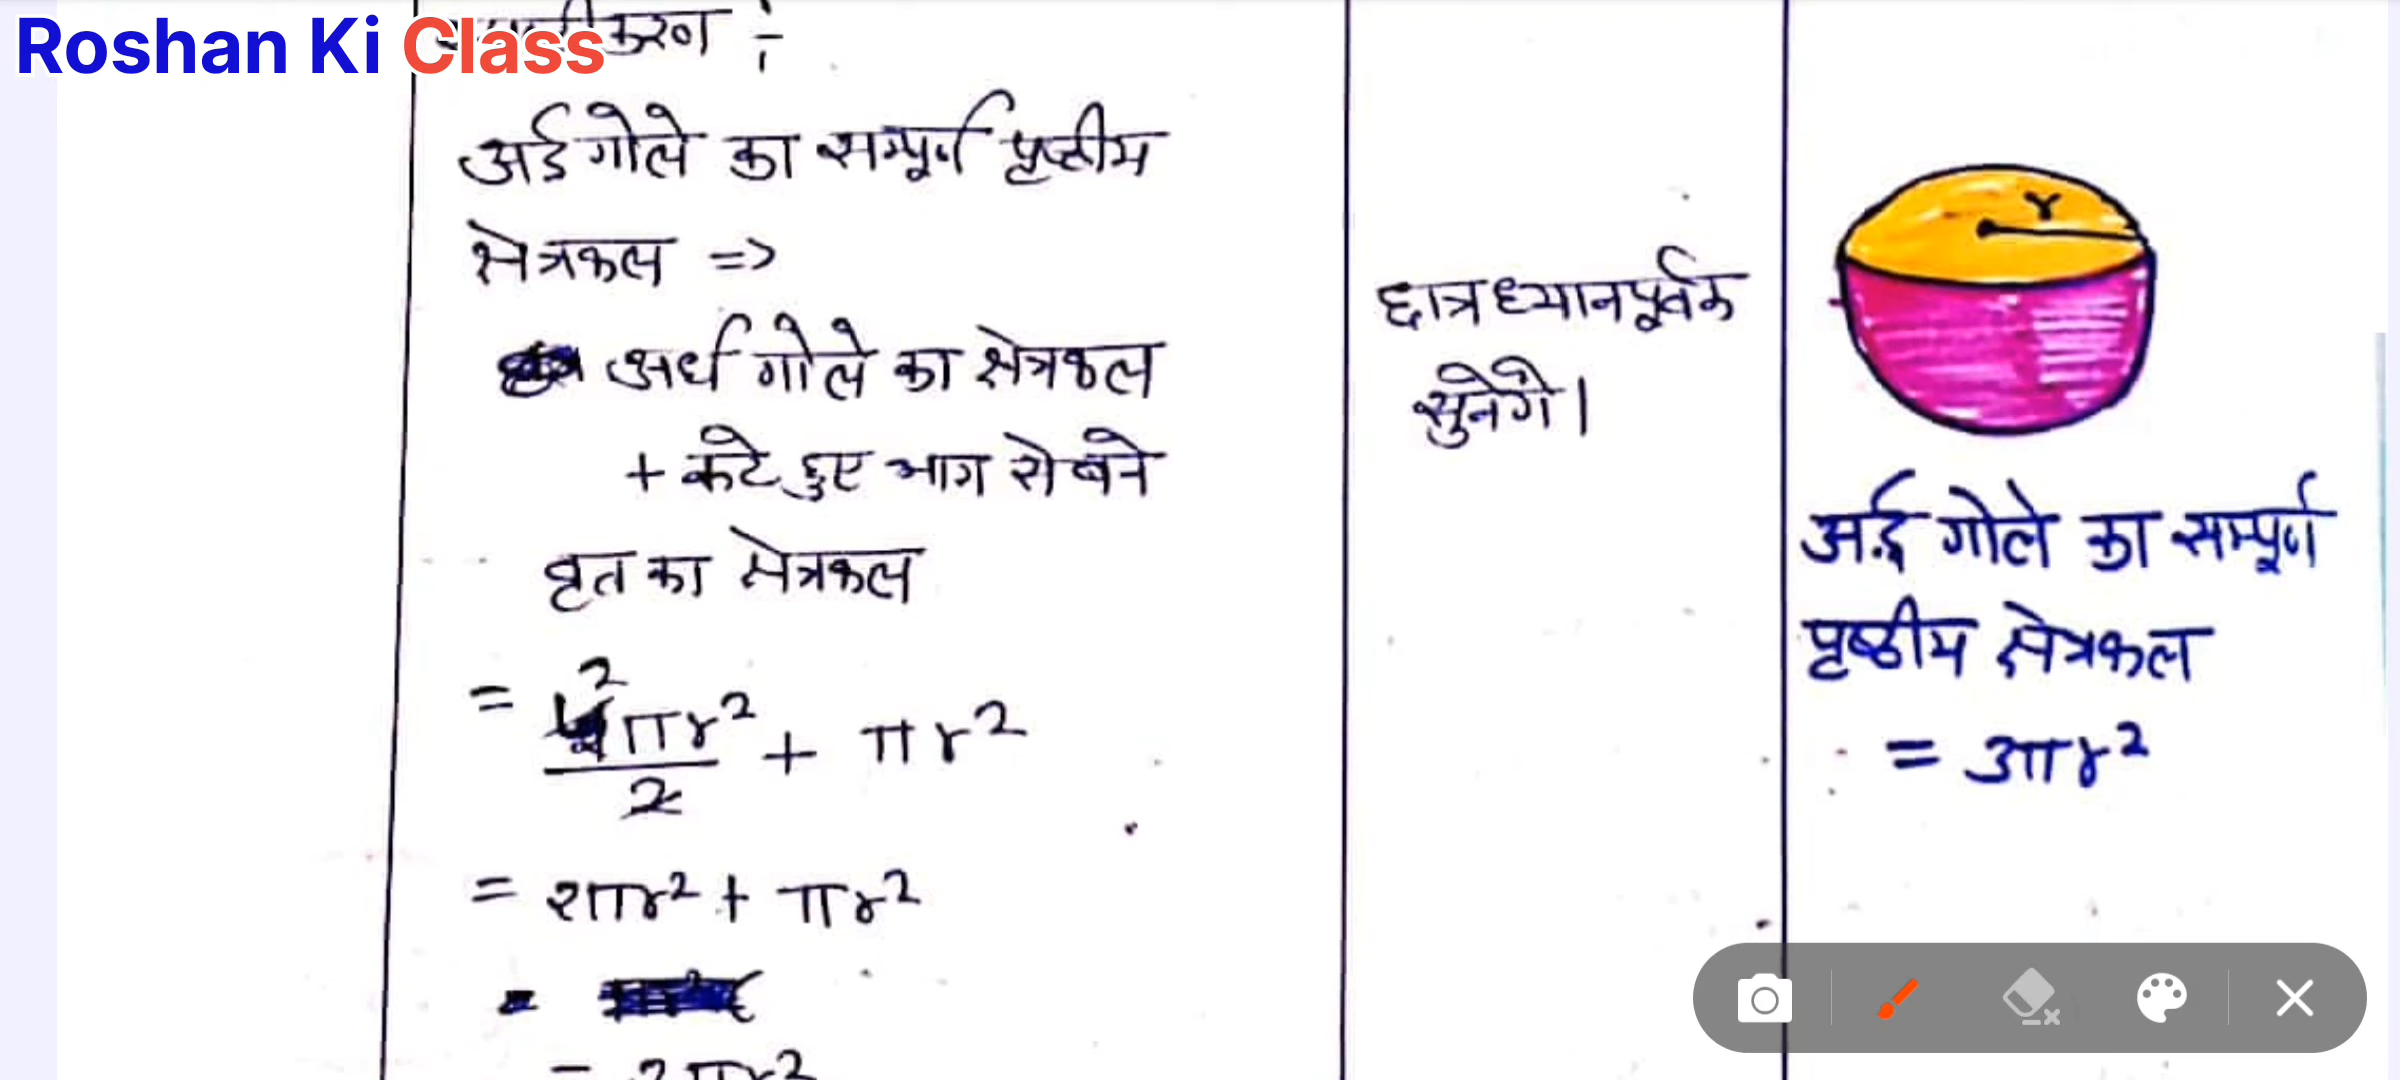 Roshan Ki Class
अर्द्ध गोले का सम्पूर्ण पृष्ठीय
क्षेत्रफल =>
अर्ध गोले का क्षेत्रफल
+ कटे हुए भाग से बने
वृत का क्षेत्रफल
= 4πr²/2 + πr²
= 2πr² + πr²
=
= 3πr²
छात्र ध्यानपूर्वक
सुनेगे।
r
अर्द्ध गोले का सम्पूर्ण
पृष्ठीय क्षेत्रफल
= 3πr²